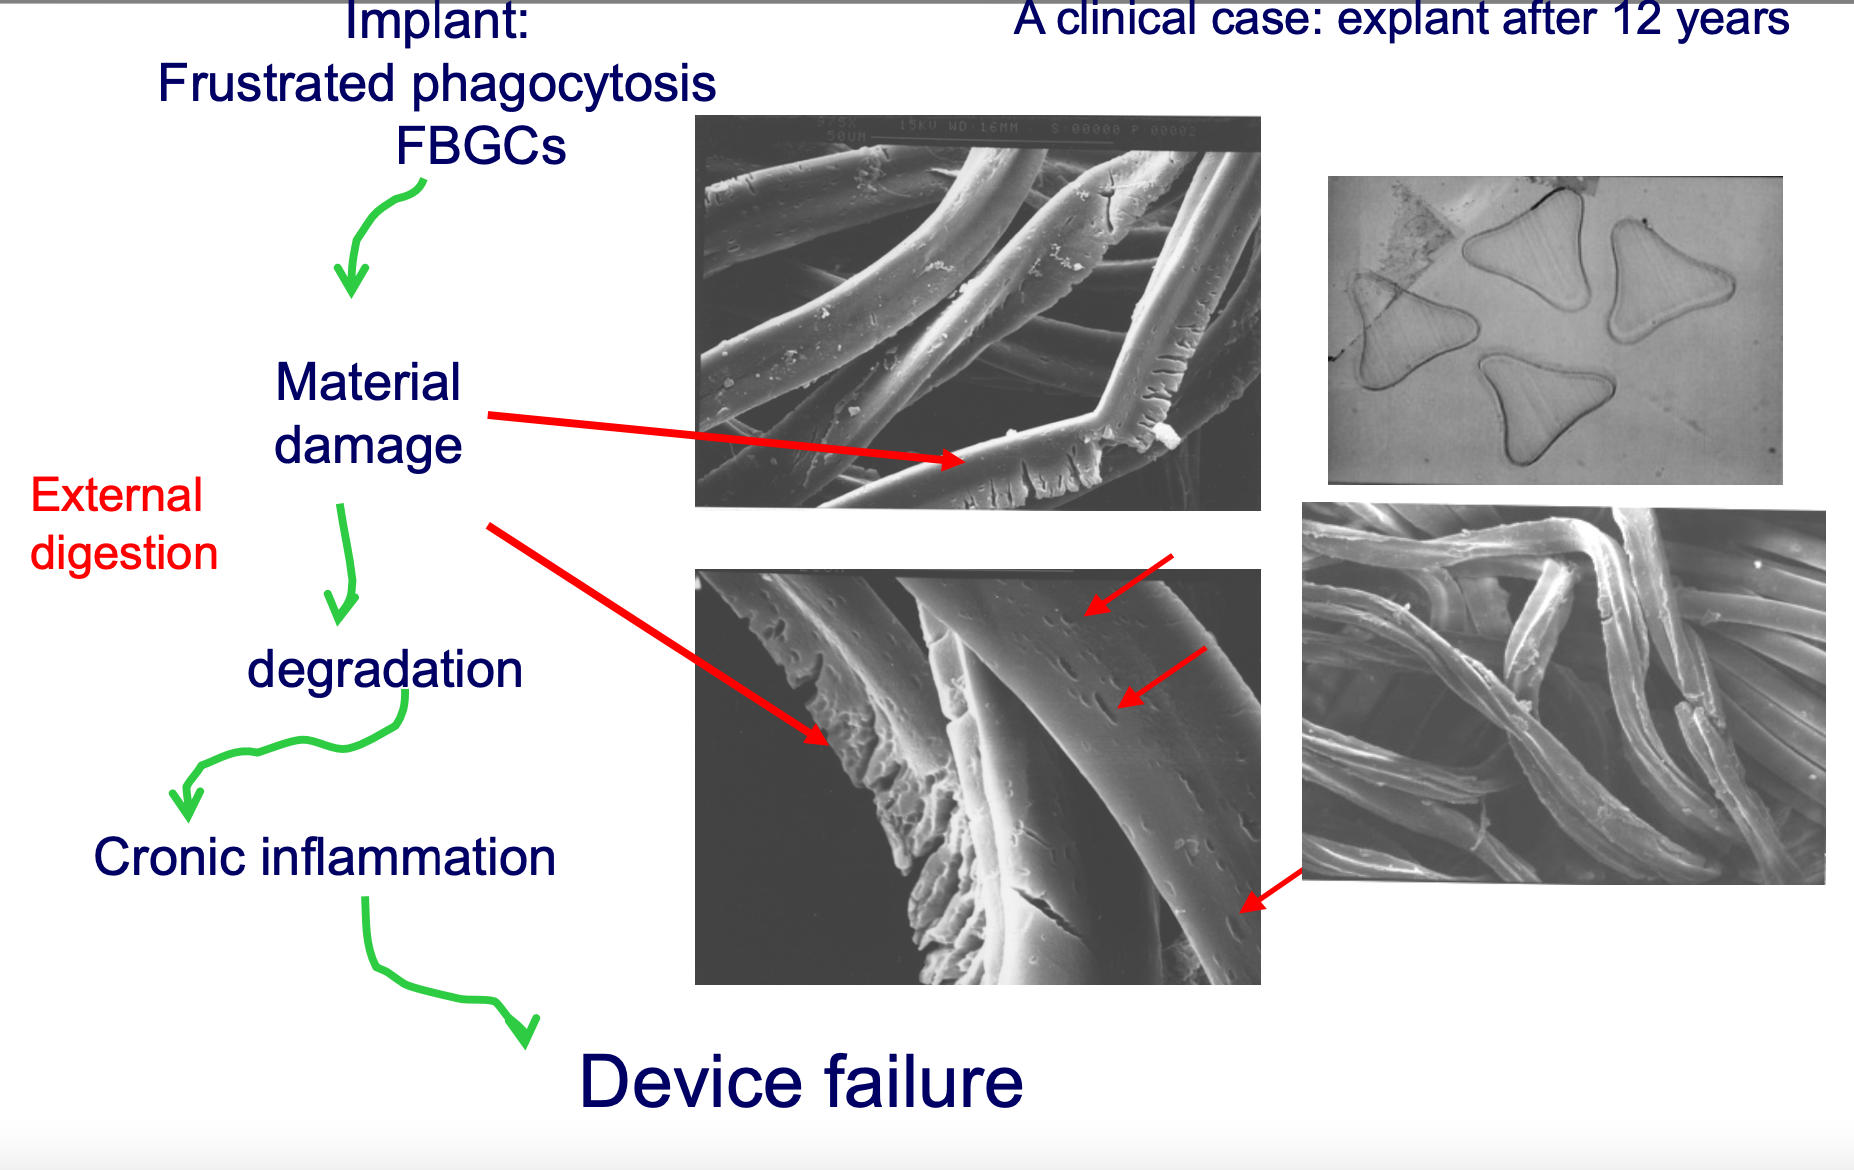 Implant:
Frustrated phagocytosis
FBGCs
A clinical case: explant after 12 years
Material
damage
External
digestion
degradation
Cronic inflammation
Device failure
15KV WD:16MM S:00000 P:00002
50UM